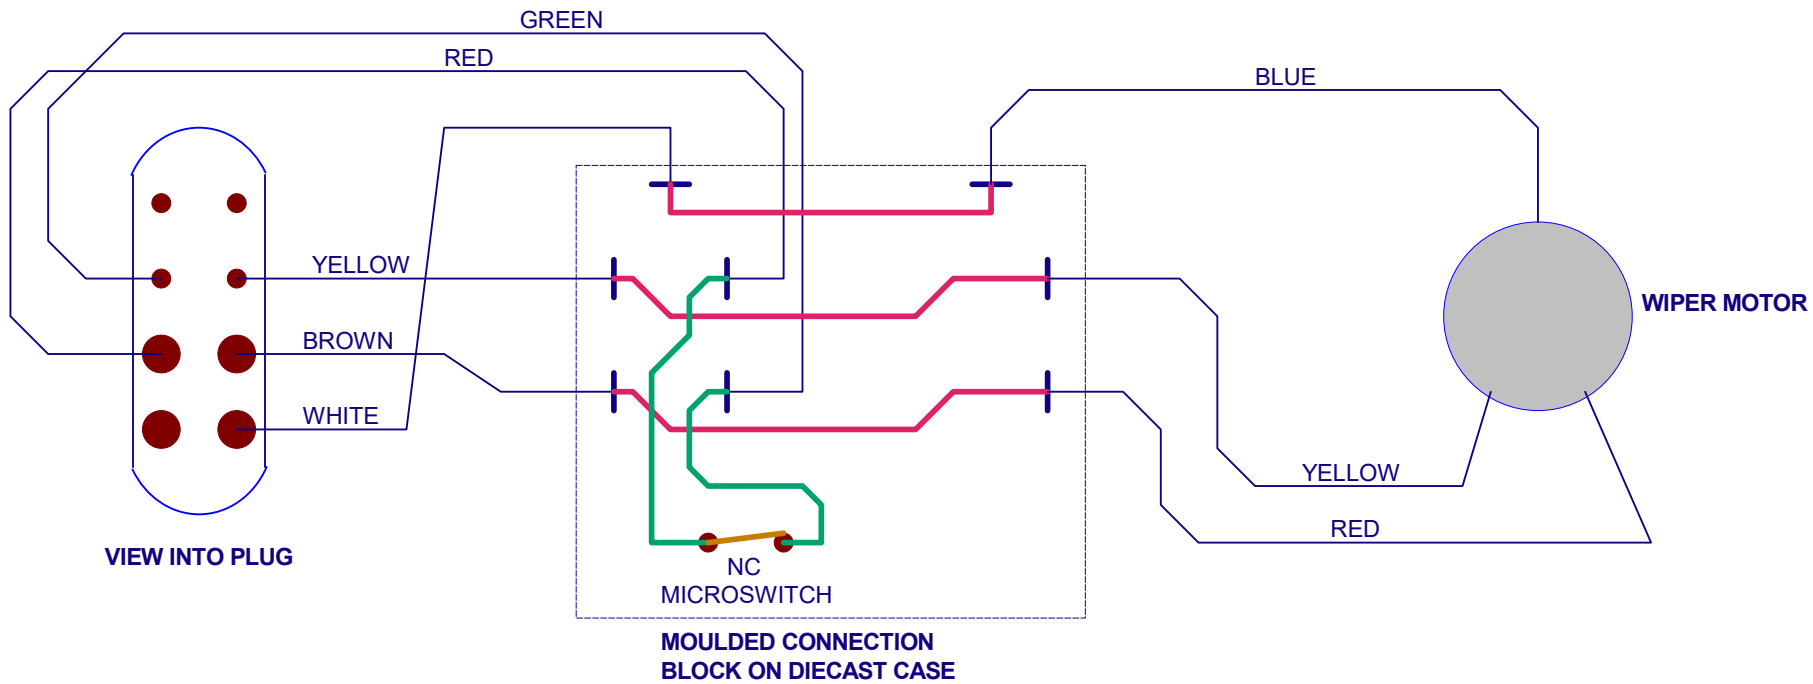 GREEN
RED
BLUE
YELLOW
WIPER MOTOR
BROWN
WHITE
YELLOW
RED
VIEW INTO PLUG
NC
MICROSWITCH
MOULDED CONNECTION
BLOCK ON DIECAST CASE